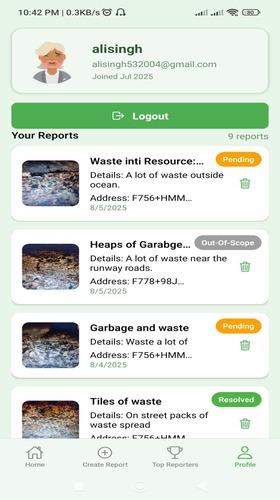 10:42 PM | 0.3KB/s
80
alisingh
alisingh532004@gmail.com
Joined Jul 2025
Logout
Your Reports
9 reports
Waste inti Resource:...
Pending
Details: A lot of waste outside
ocean.
Address: F756+HMM...
8/5/2025
Heaps of Garabge...
Out-Of-Scope
Details: A lot of waste near the
runway roads.
Address: F778+98J...
8/5/2025
Garbage and waste
Pending
Details: Waste a lot of
Address: F756+HMM...
8/4/2025
Tiles of waste
Resolved
Details: On street packs of
waste spread
Address: F756+HMM...
Home
Create Report
Top Reporters
Profile